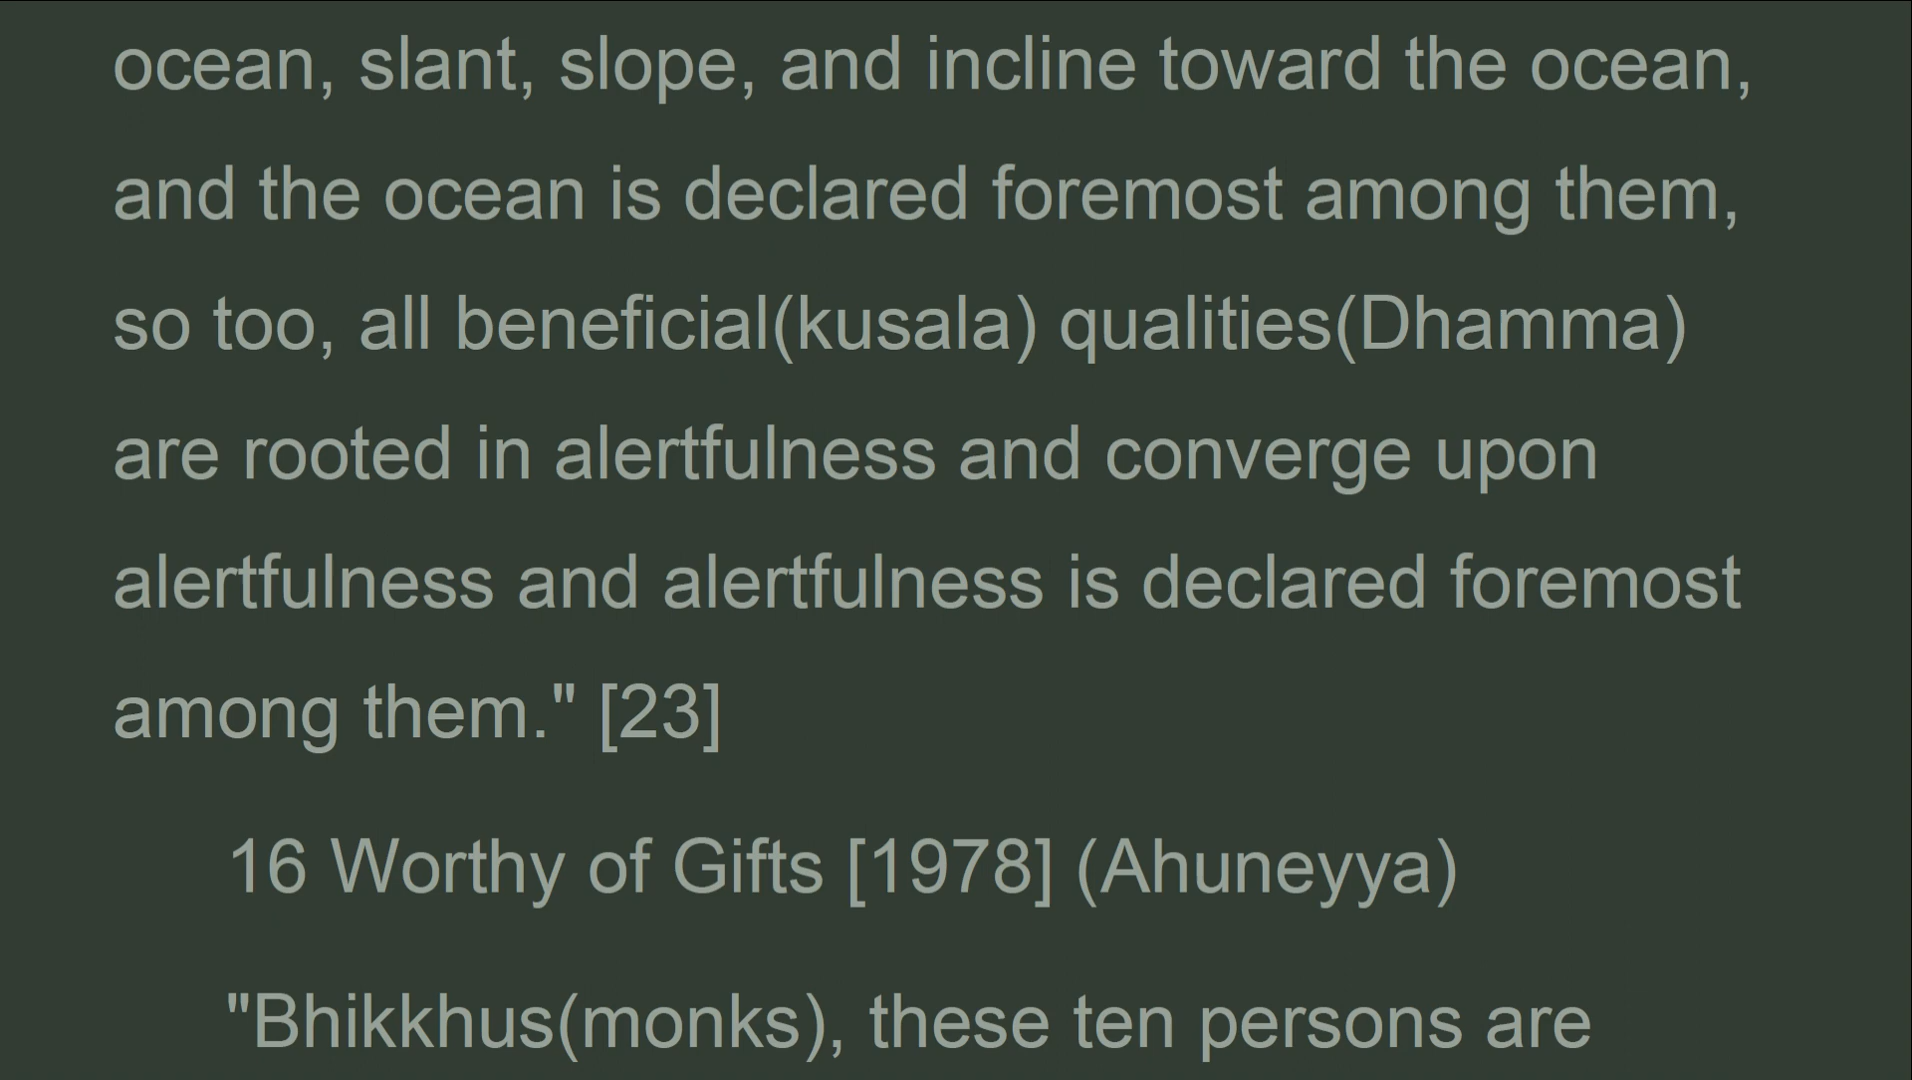 ocean, slant, slope, and incline toward the ocean,
and the ocean is declared foremost among them,
so too, all beneficial(kusala) qualities(Dhamma)
are rooted in alertfulness and converge upon
alertfulness and alertfulness is declared foremost
among them." [23]
16 Worthy of Gifts [1978] (Ahuneyya)
"Bhikkhus(monks), these ten persons are